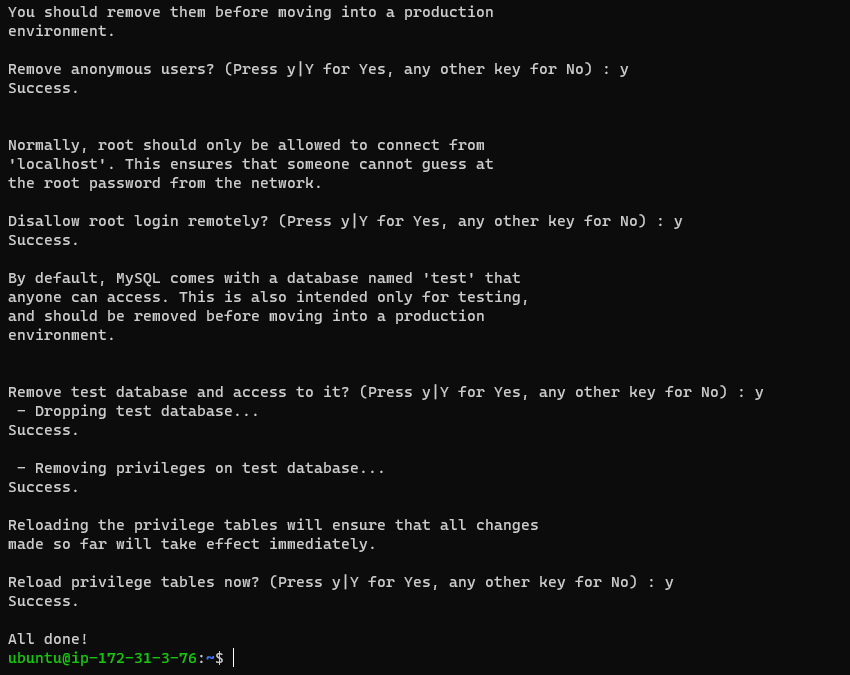 You should remove them before moving into a production
environment.
Remove anonymous users? (Press y|Y for Yes, any other key for No) : y
Success.
Normally, root should only be allowed to connect from
'localhost'. This ensures that someone cannot guess at
the root password from the network.
Disallow root login remotely? (Press y|Y for Yes, any other key for No) : y
Success.
By default, MySQL comes with a database named 'test' that
anyone can access. This is also intended only for testing,
and should be removed before moving into a production
environment.
Remove test database and access to it? (Press y|Y for Yes, any other key for No) : y
 - Dropping test database...
Success.
 - Removing privileges on test database...
Success.
Reloading the privilege tables will ensure that all changes
made so far will take effect immediately.
Reload privilege tables now? (Press y|Y for Yes, any other key for No) : y
Success.
All done!
ubuntu@ip-172-31-3-76:~$